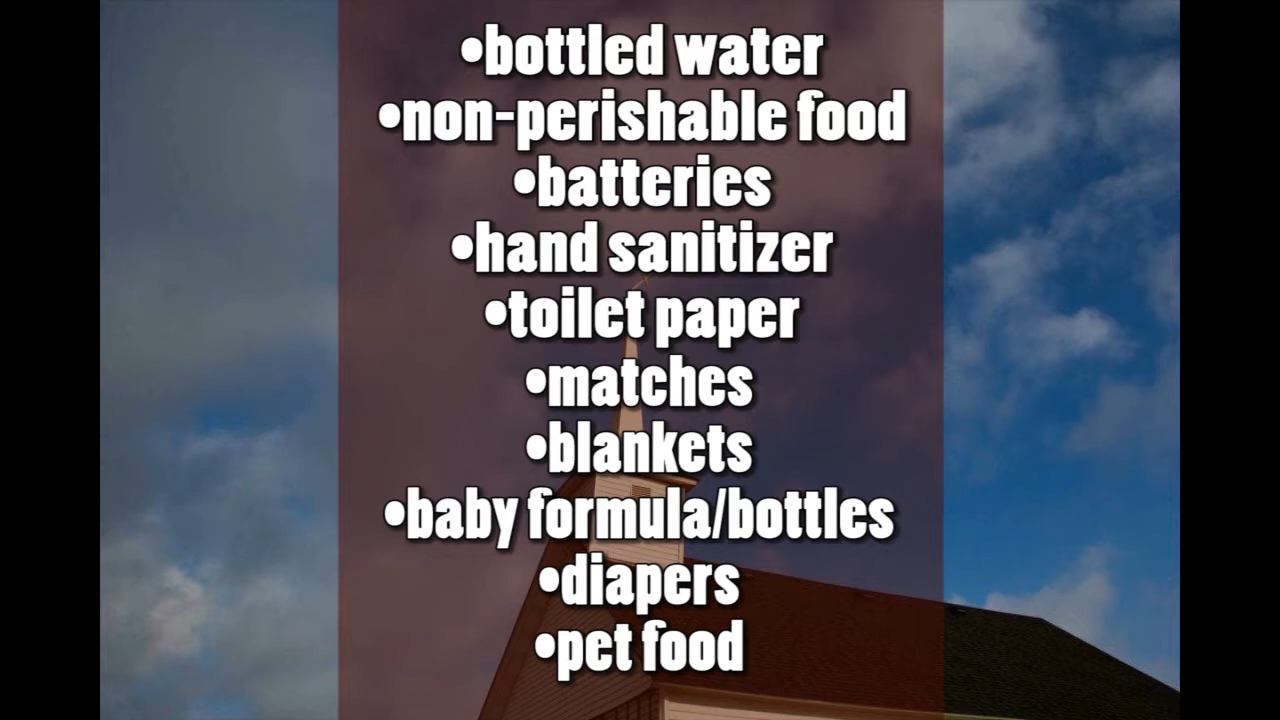 •bottled water
•non-perishable food
•batteries
•hand sanitizer
•toilet paper
•matches
•blankets
•baby formula/bottles
•diapers
•pet food